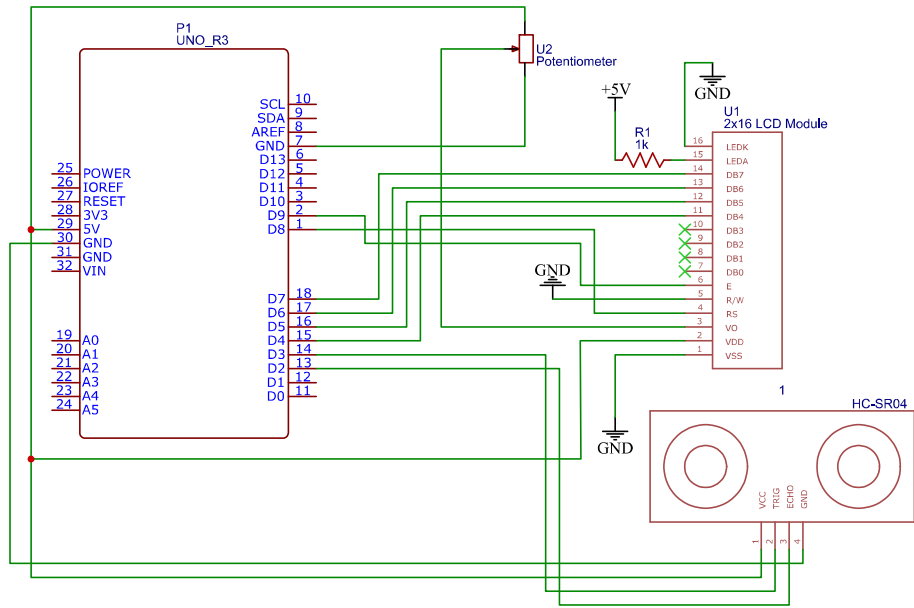 P1
UNO_R3
SCL 10
SDA 9
AREF 8
GND 7
D13 6
D12 5
D11 4
D10 3
D9 2
D8 1
25 POWER
26 IOREF
27 RESET
28 3V3
29 5V
30 GND
31 GND
32 VIN
D7 18
D6 17
D5 16
D4 15
D3 14
D2 13
D1 12
D0 11
19 A0
20 A1
21 A2
22 A3
23 A4
24 A5
U2
Potentiometer
+5V
R1
1k
GND
U1
2x16 LCD Module
16 LEDK
15 LEDA
14 DB7
13 DB6
12 DB5
11 DB4
10 DB3
9 DB2
8 DB1
7 DB0
6 E
5 R/W
4 RS
3 VO
2 VDD
1 VSS
GND
GND
1
HC-SR04
VCC
TRIG
ECHO
GND
1
2
3
4